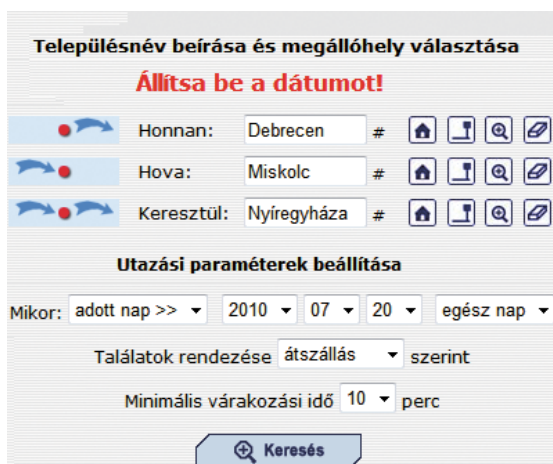 Településnév beírása és megállóhely választása
Állítsa be a dátumot!
Honnan: Debrecen #
Hova: Miskolc #
Keresztül: Nyíregyháza #
Utazási paraméterek beállítása
Mikor: adott nap >> 2010 07 20 egész nap
Találatok rendezése átszállás szerint
Minimális várakozási idő 10 perc
Keresés